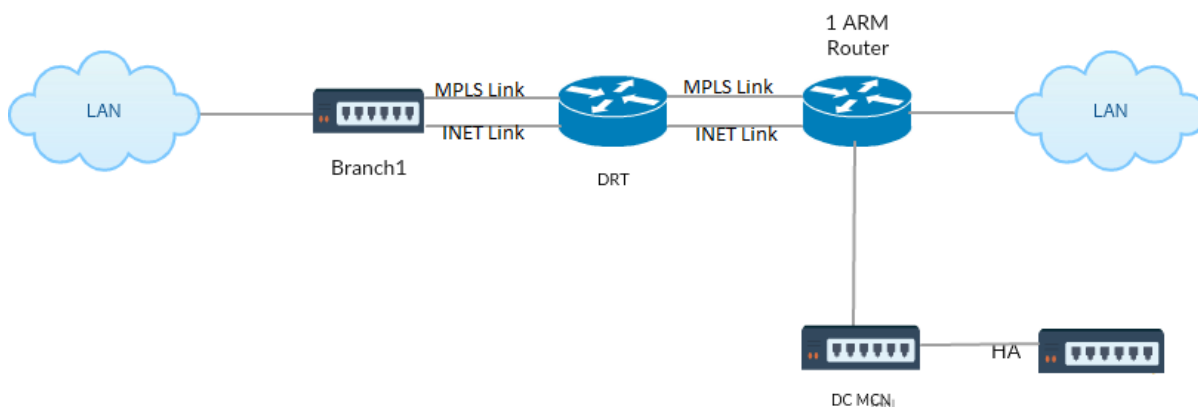 1 ARM
Router
LAN
MPLS Link
MPLS Link
LAN
INET Link
INET Link
Branch1
DRT
HA
DC MCN